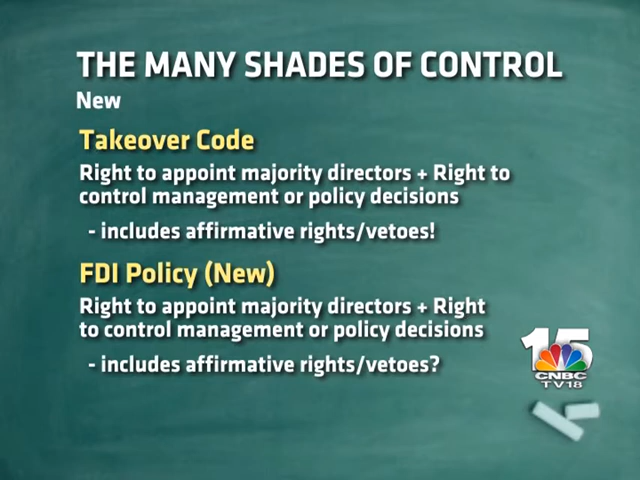 THE MANY SHADES OF CONTROL
New
Takeover Code
Right to appoint majority directors + Right to
control management or policy decisions
- includes affirmative rights/vetoes!
FDI Policy (New)
Right to appoint majority directors + Right
to control management or policy decisions
- includes affirmative rights/vetoes?
15
CNBC
TV18